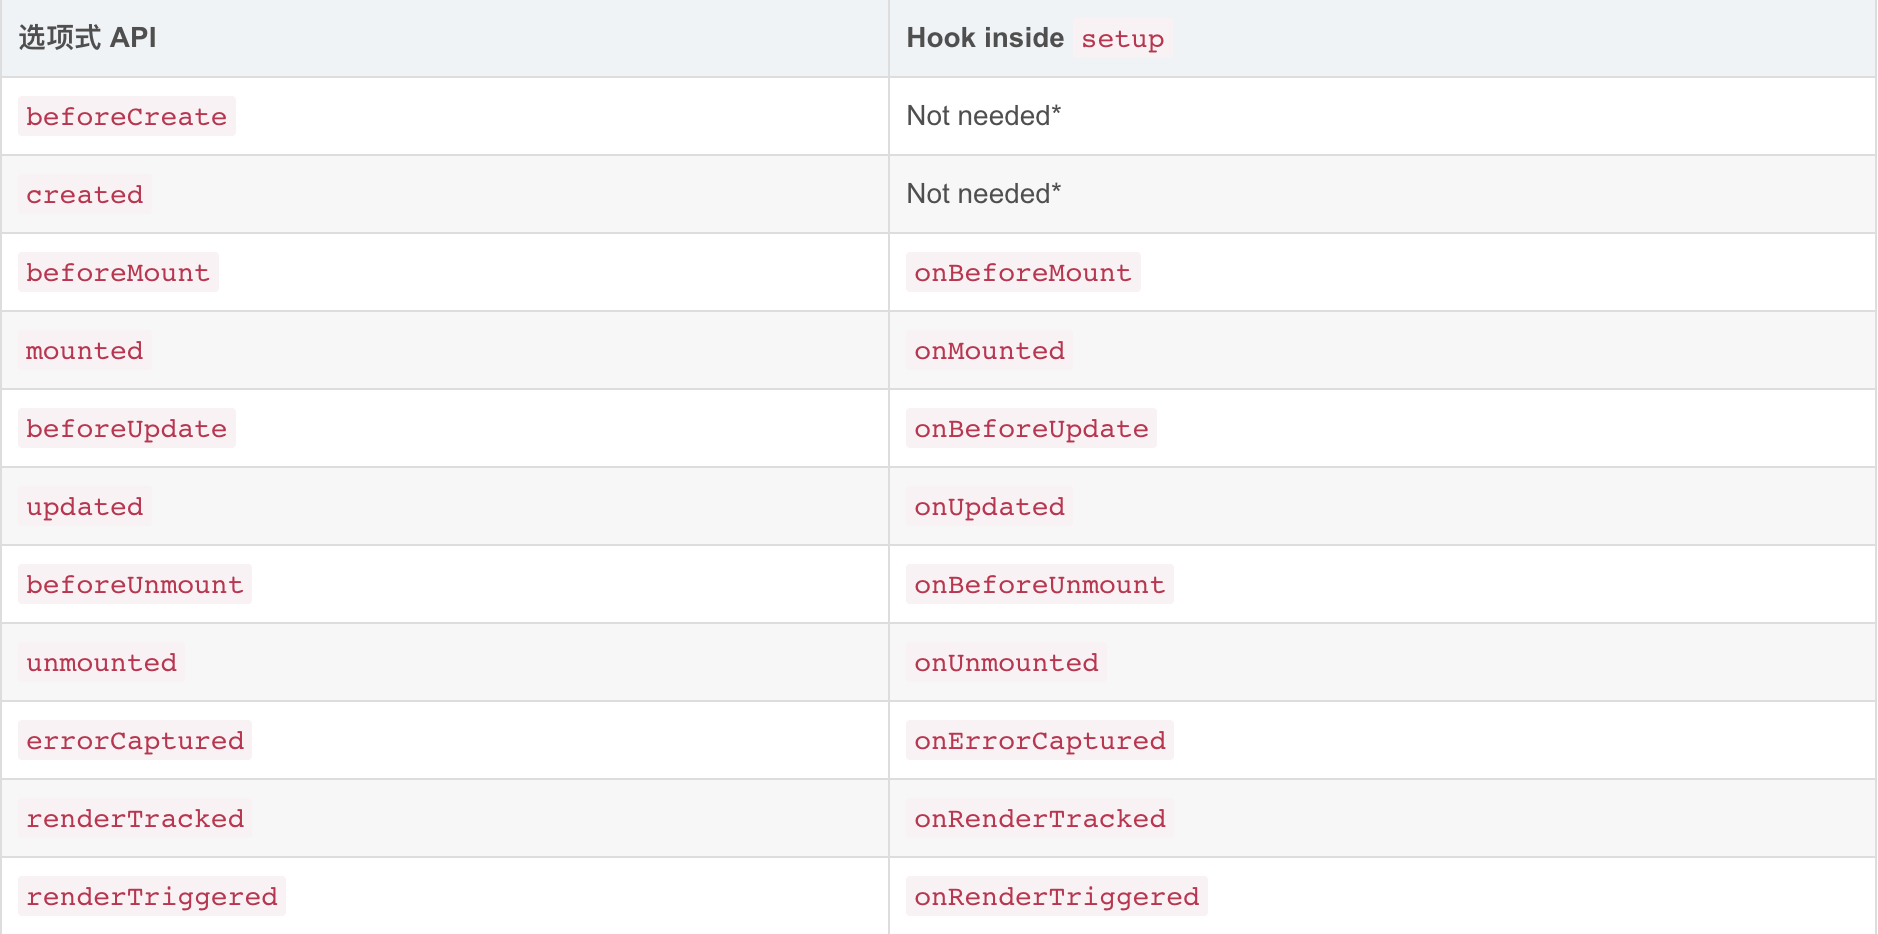 选项式 API Hook inside setup
beforeCreate Not needed*
created Not needed*
beforeMount onBeforeMount
mounted onMounted
beforeUpdate onBeforeUpdate
updated onUpdated
beforeUnmount onBeforeUnmount
unmounted onUnmounted
errorCaptured onErrorCaptured
renderTracked onRenderTracked
renderTriggered onRenderTriggered